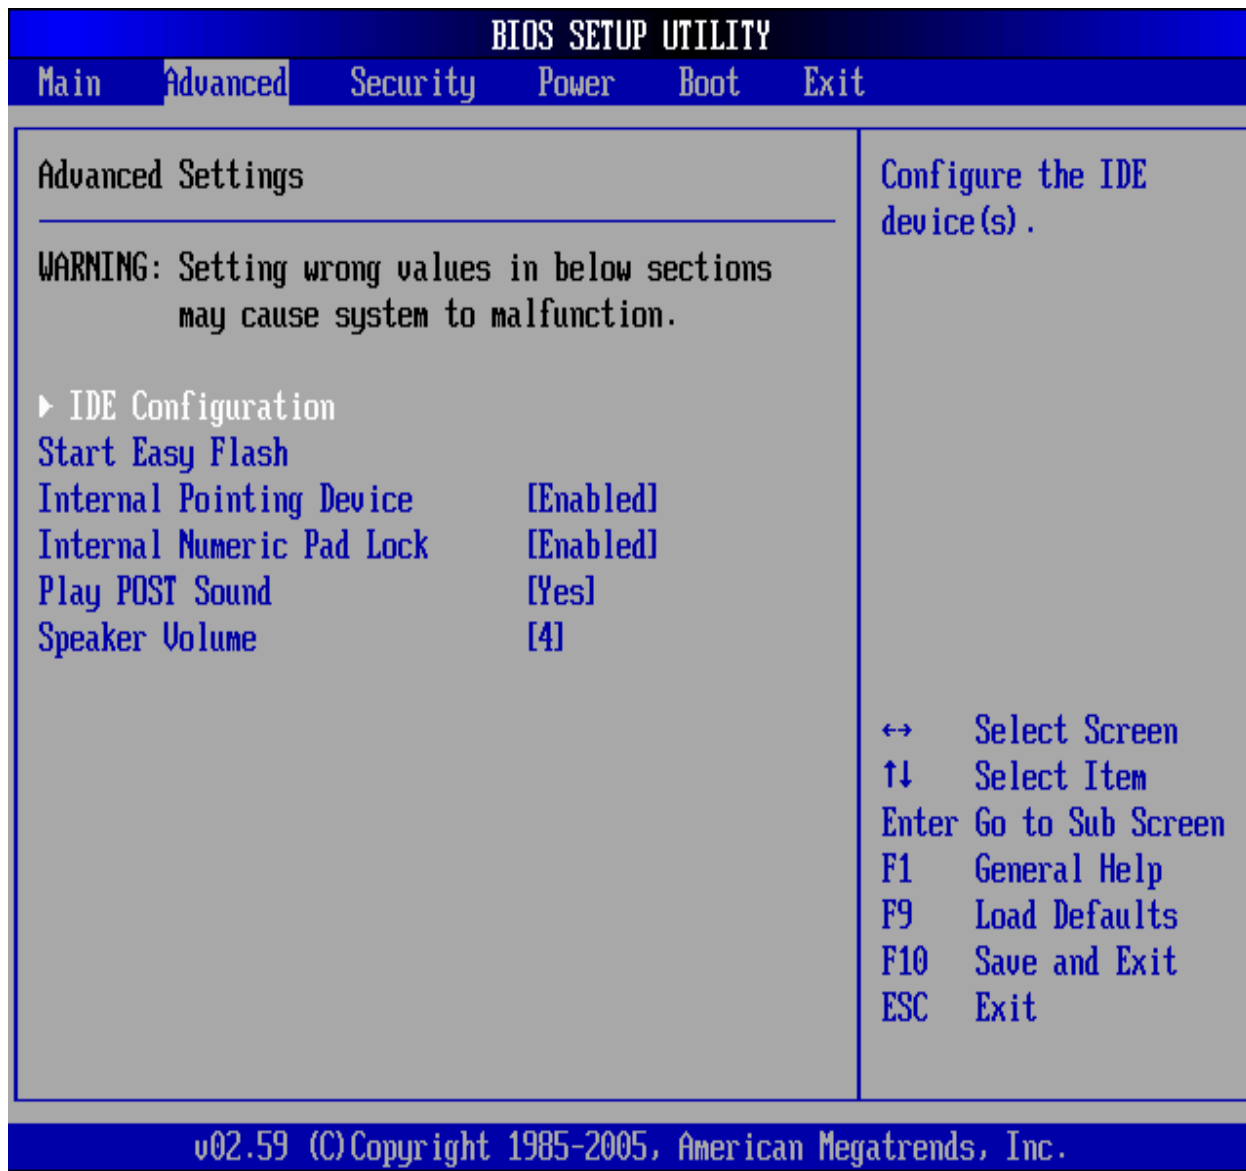 BIOS SETUP UTILITY
Main Advanced Security Power Boot Exit
Advanced Settings
WARNING: Setting wrong values in below sections
may cause system to malfunction.
▶ IDE Configuration
Start Easy Flash
Internal Pointing Device [Enabled]
Internal Numeric Pad Lock [Enabled]
Play POST Sound [Yes]
Speaker Volume [4]
Configure the IDE
device(s).
←→ Select Screen
↑↓ Select Item
Enter Go to Sub Screen
F1 General Help
F9 Load Defaults
F10 Save and Exit
ESC Exit
v02.59 (C)Copyright 1985-2005, American Megatrends, Inc.